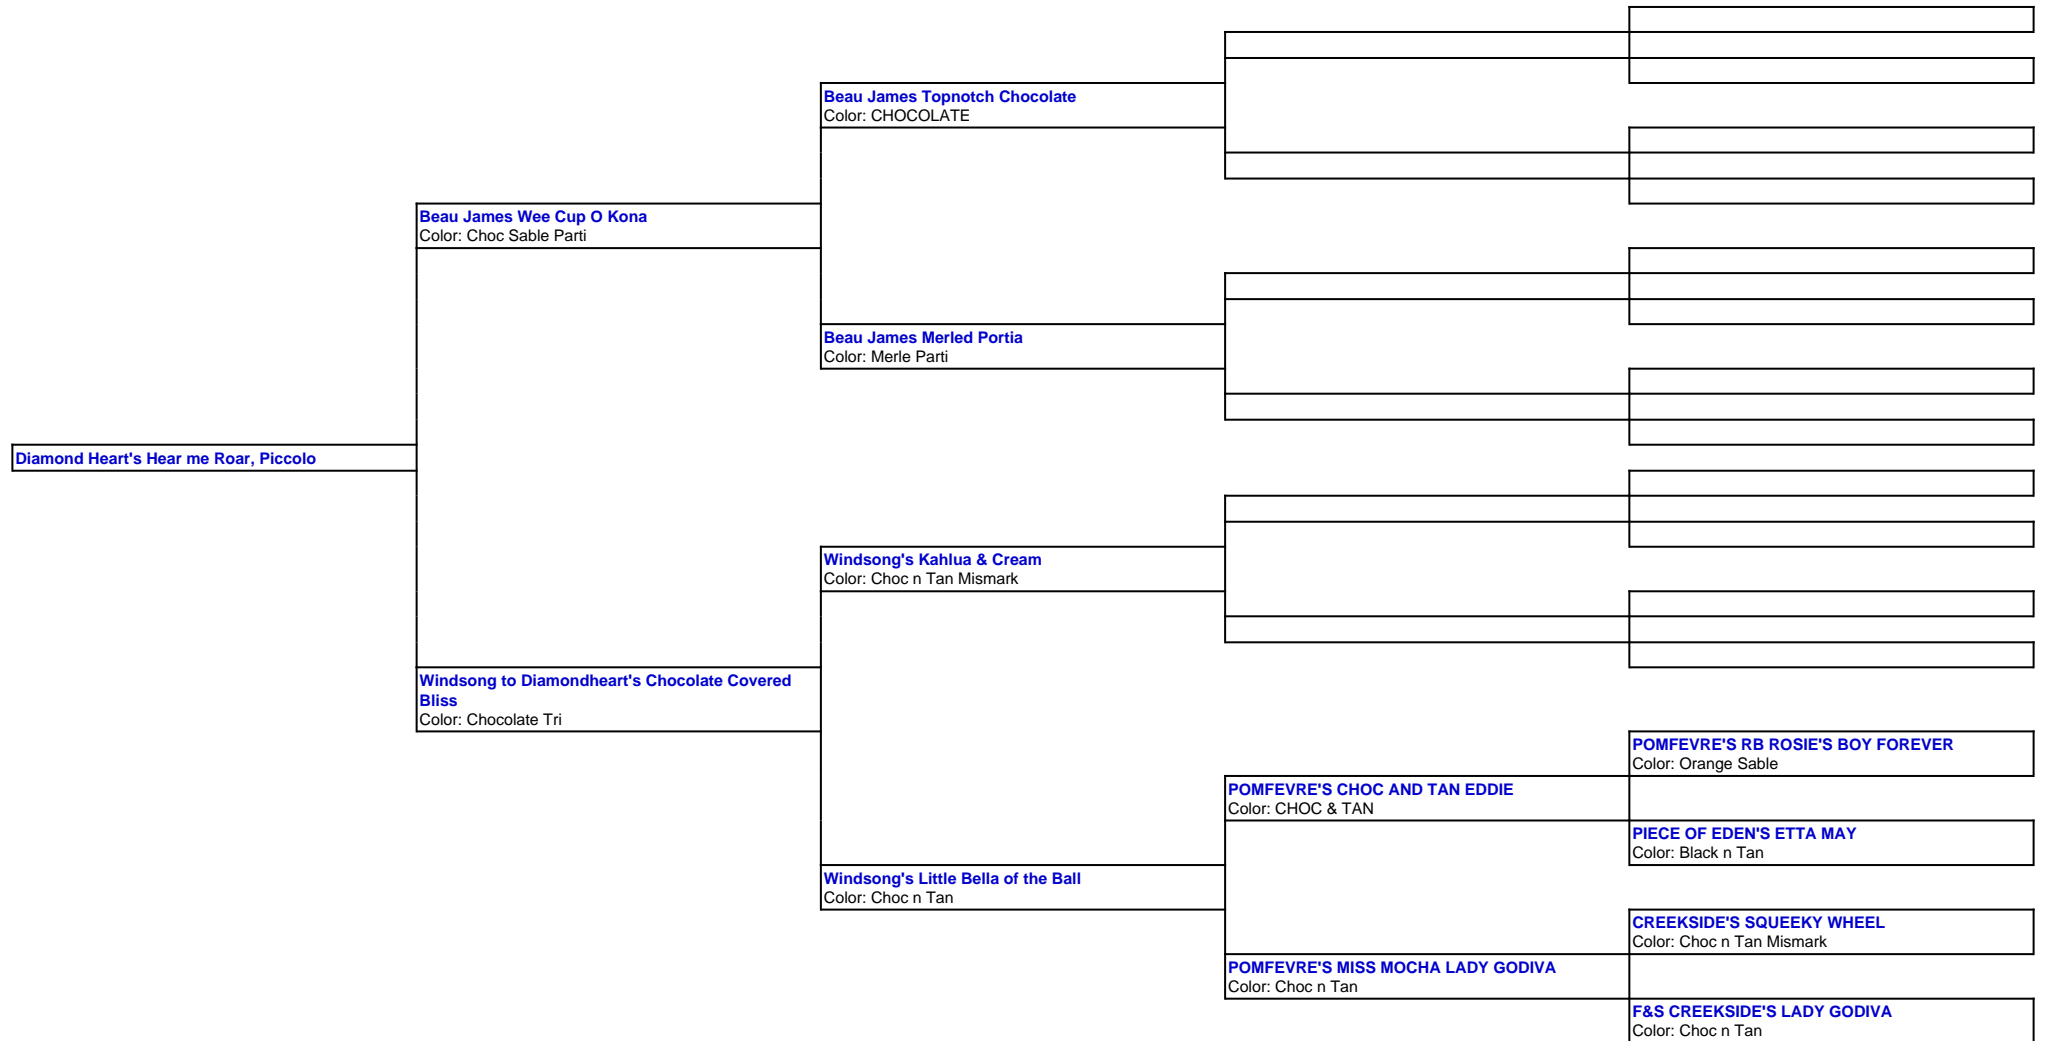 Beau James Topnotch Chocolate
Color: CHOCOLATE
Beau James Wee Cup O Kona
Color: Choc Sable Parti
Beau James Merled Portia
Color: Merle Parti
Diamond Heart's Hear me Roar, Piccolo
Windsong's Kahlua & Cream
Color: Choc n Tan Mismark
Windsong to Diamondheart's Chocolate Covered
Bliss
Color: Chocolate Tri
POMFEVRE'S RB ROSIE'S BOY FOREVER
Color: Orange Sable
POMFEVRE'S CHOC AND TAN EDDIE
Color: CHOC & TAN
PIECE OF EDEN'S ETTA MAY
Color: Black n Tan
Windsong's Little Bella of the Ball
Color: Choc n Tan
CREEKSIDE'S SQUEEKY WHEEL
Color: Choc n Tan Mismark
POMFEVRE'S MISS MOCHA LADY GODIVA
Color: Choc n Tan
F&S CREEKSIDE'S LADY GODIVA
Color: Choc n Tan